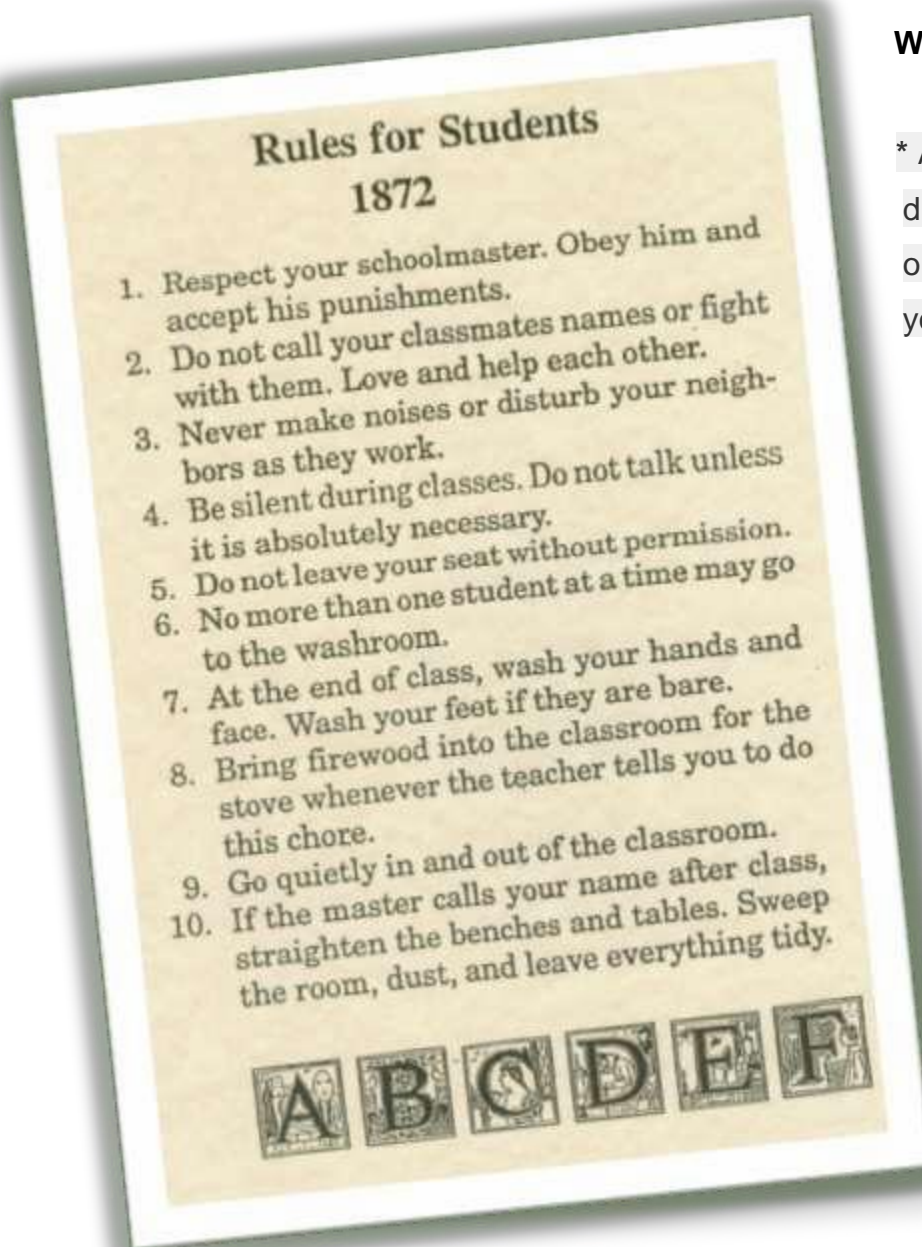 Rules for Students
1872
1. Respect your schoolmaster. Obey him and
accept his punishments.
2. Do not call your classmates names or fight
with them. Love and help each other.
3. Never make noises or disturb your neigh-
bors as they work.
4. Be silent during classes. Do not talk unless
it is absolutely necessary.
5. Do not leave your seat without permission.
6. No more than one student at a time may go
to the washroom.
7. At the end of class, wash your hands and
face. Wash your feet if they are bare.
8. Bring firewood into the classroom for the
stove whenever the teacher tells you to do
this chore.
9. Go quietly in and out of the classroom.
10. If the master calls your name after class,
straighten the benches and tables. Sweep
the room, dust, and leave everything tidy.
A B C D E F